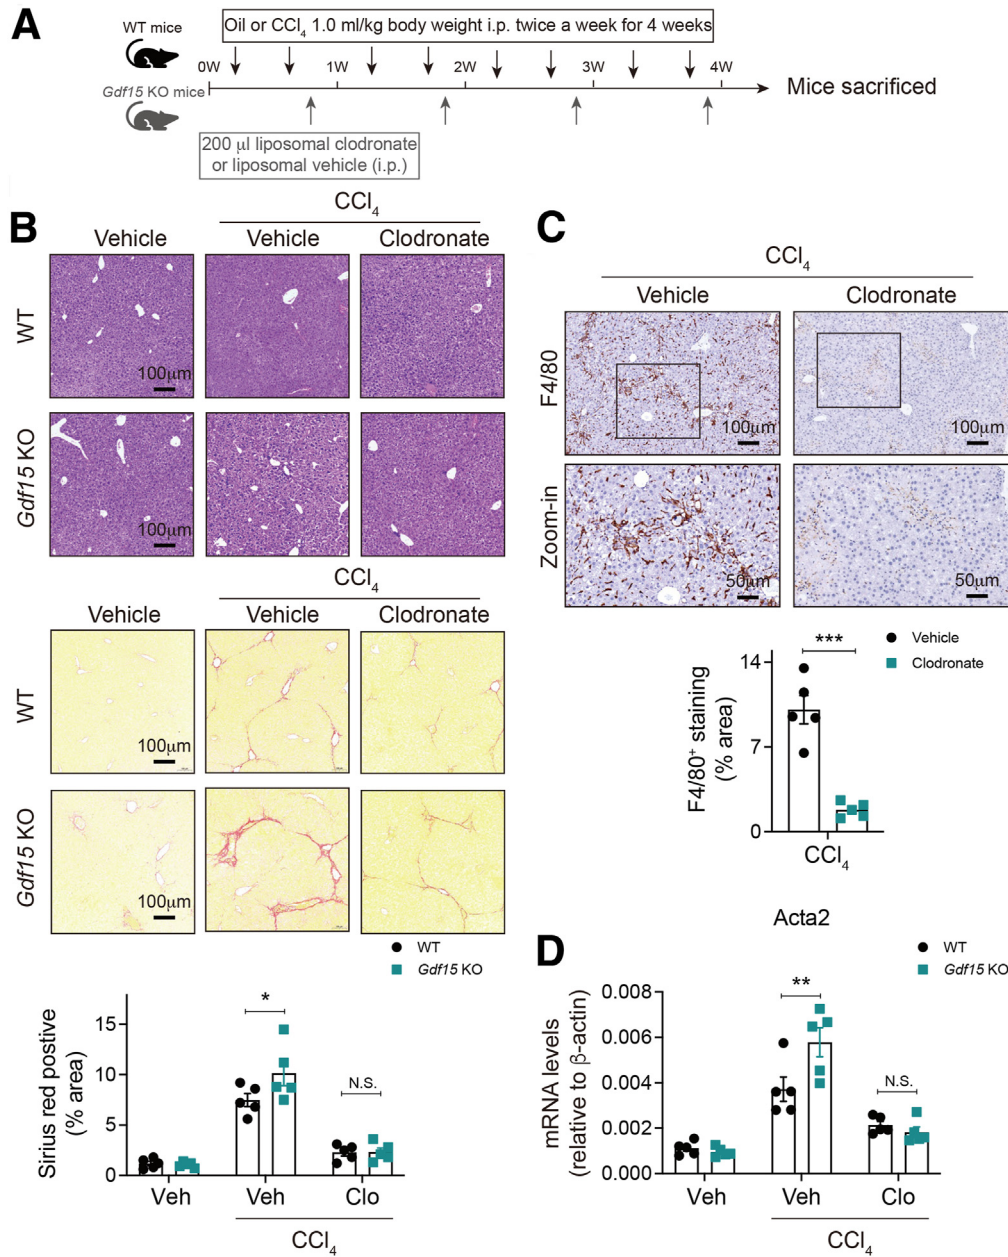 A
WT mice
Oil or CCl4 1.0 ml/kg body weight i.p. twice a week for 4 weeks
0W 1W 2W 3W 4W
Mice sacrificed
Gdf15 KO mice
200 μl liposomal clodronate
or liposomal vehicle (i.p.)
B
CCl4
Vehicle Vehicle Clodronate
WT
100μm
Gdf15 KO
100μm
CCl4
Vehicle Vehicle Clodronate
WT
100μm
Gdf15 KO
100μm
WT
Gdf15 KO
Sirius red postive
(% area)
15
10
5
0
*
N.S.
Veh Veh Clo
CCl4
C
CCl4
Vehicle Clodronate
F4/80
100μm 100μm
Zoom-in
50μm 50μm
Vehicle
Clodronate
F4/80+ staining
(% area)
14
7
0
***
CCl4
D
Acta2
WT
Gdf15 KO
mRNA levels
(relative to β-actin)
0.008
0.006
0.004
0.002
0.000
**
N.S.
Veh Veh Clo
CCl4